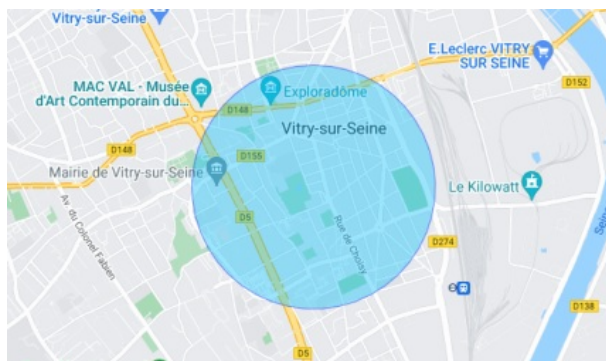 Vitry-sur-Seine
E.Leclerc VITRY
SUR SEINE
D152
MAC VAL - Musée
d'Art Contemporain du...
Exploradôme
D148
Vitry-sur-Seine
D148
D155
Mairie de Vitry-sur-Seine
Le Kilowatt
Av. du Colonel Fabien
D5
Rue de Choisy
D274
Sein
D138
D5